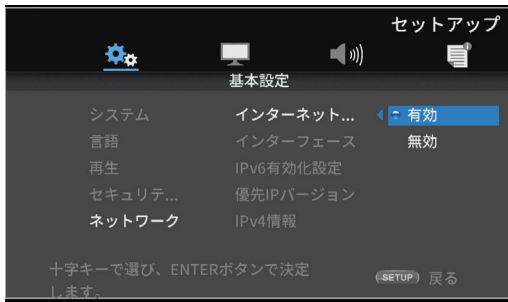 セットアップ
基本設定
システム
インターネット...
有効
言語
インターフェース
無効
再生
IPv6有効化設定
セキュリテ...
優先IPバージョン
ネットワーク
IPv4情報
十字キーで選び、ENTERボタンで決定
します。
SETUP 戻る